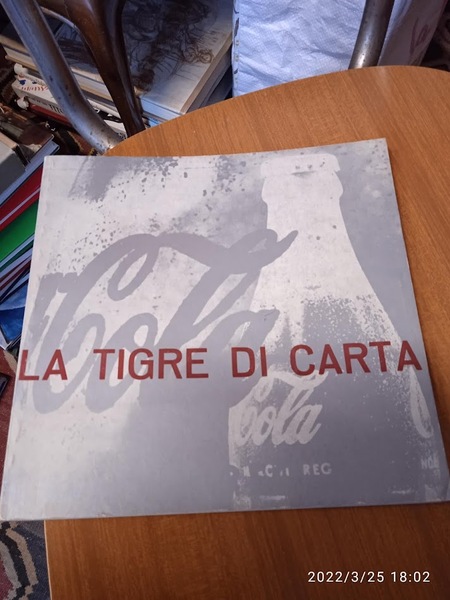 Cola
LA TIGRE DI CARTA
Cola
REG
2022/3/25 18:02